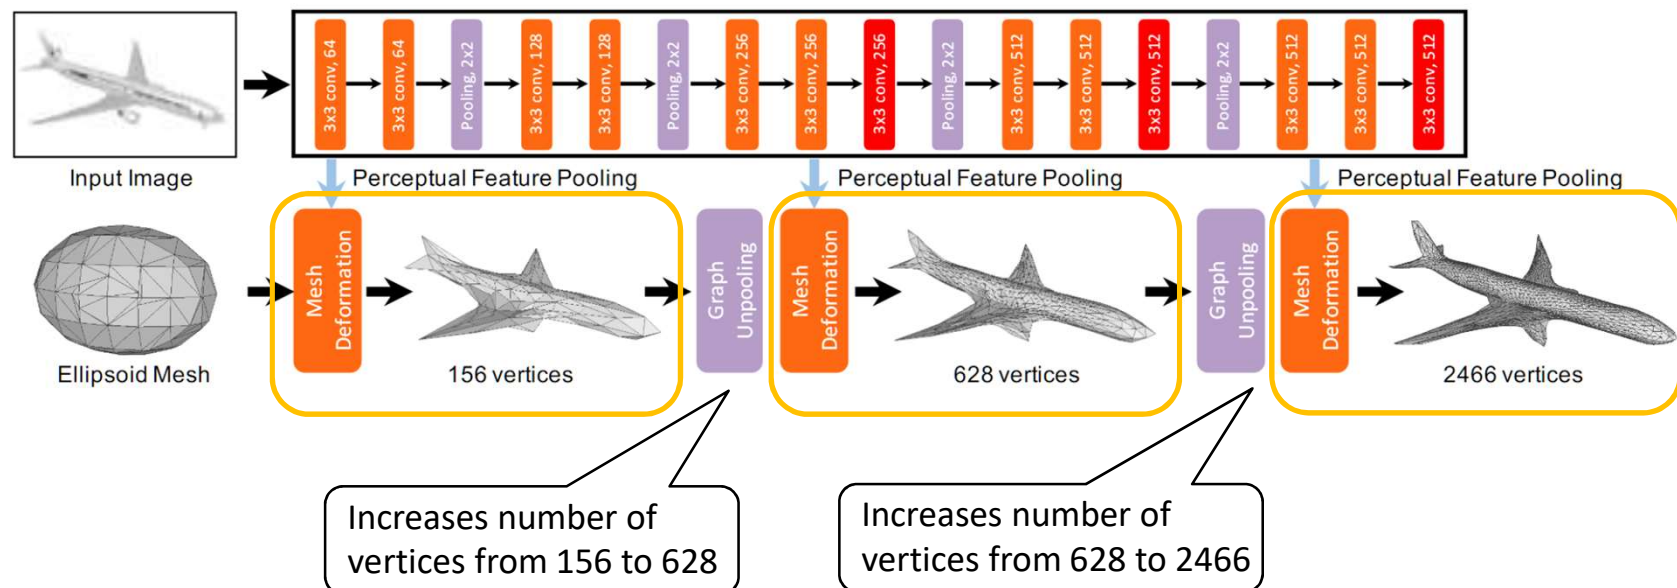 3x3 conv, 64
3x3 conv, 64
Pooling, 2x2
3x3 conv, 128
3x3 conv, 128
Pooling, 2x2
3x3 conv, 256
3x3 conv, 256
3x3 conv, 256
Pooling, 2x2
3x3 conv, 512
3x3 conv, 512
3x3 conv, 512
Pooling, 2x2
3x3 conv, 512
3x3 conv, 512
3x3 conv, 512
Input Image
Perceptual Feature Pooling
Perceptual Feature Pooling
Perceptual Feature Pooling
Mesh
Deformation
Graph
Unpooling
Mesh
Deformation
Graph
Unpooling
Mesh
Deformation
Ellipsoid Mesh
156 vertices
628 vertices
2466 vertices
Increases number of
vertices from 156 to 628
Increases number of
vertices from 628 to 2466